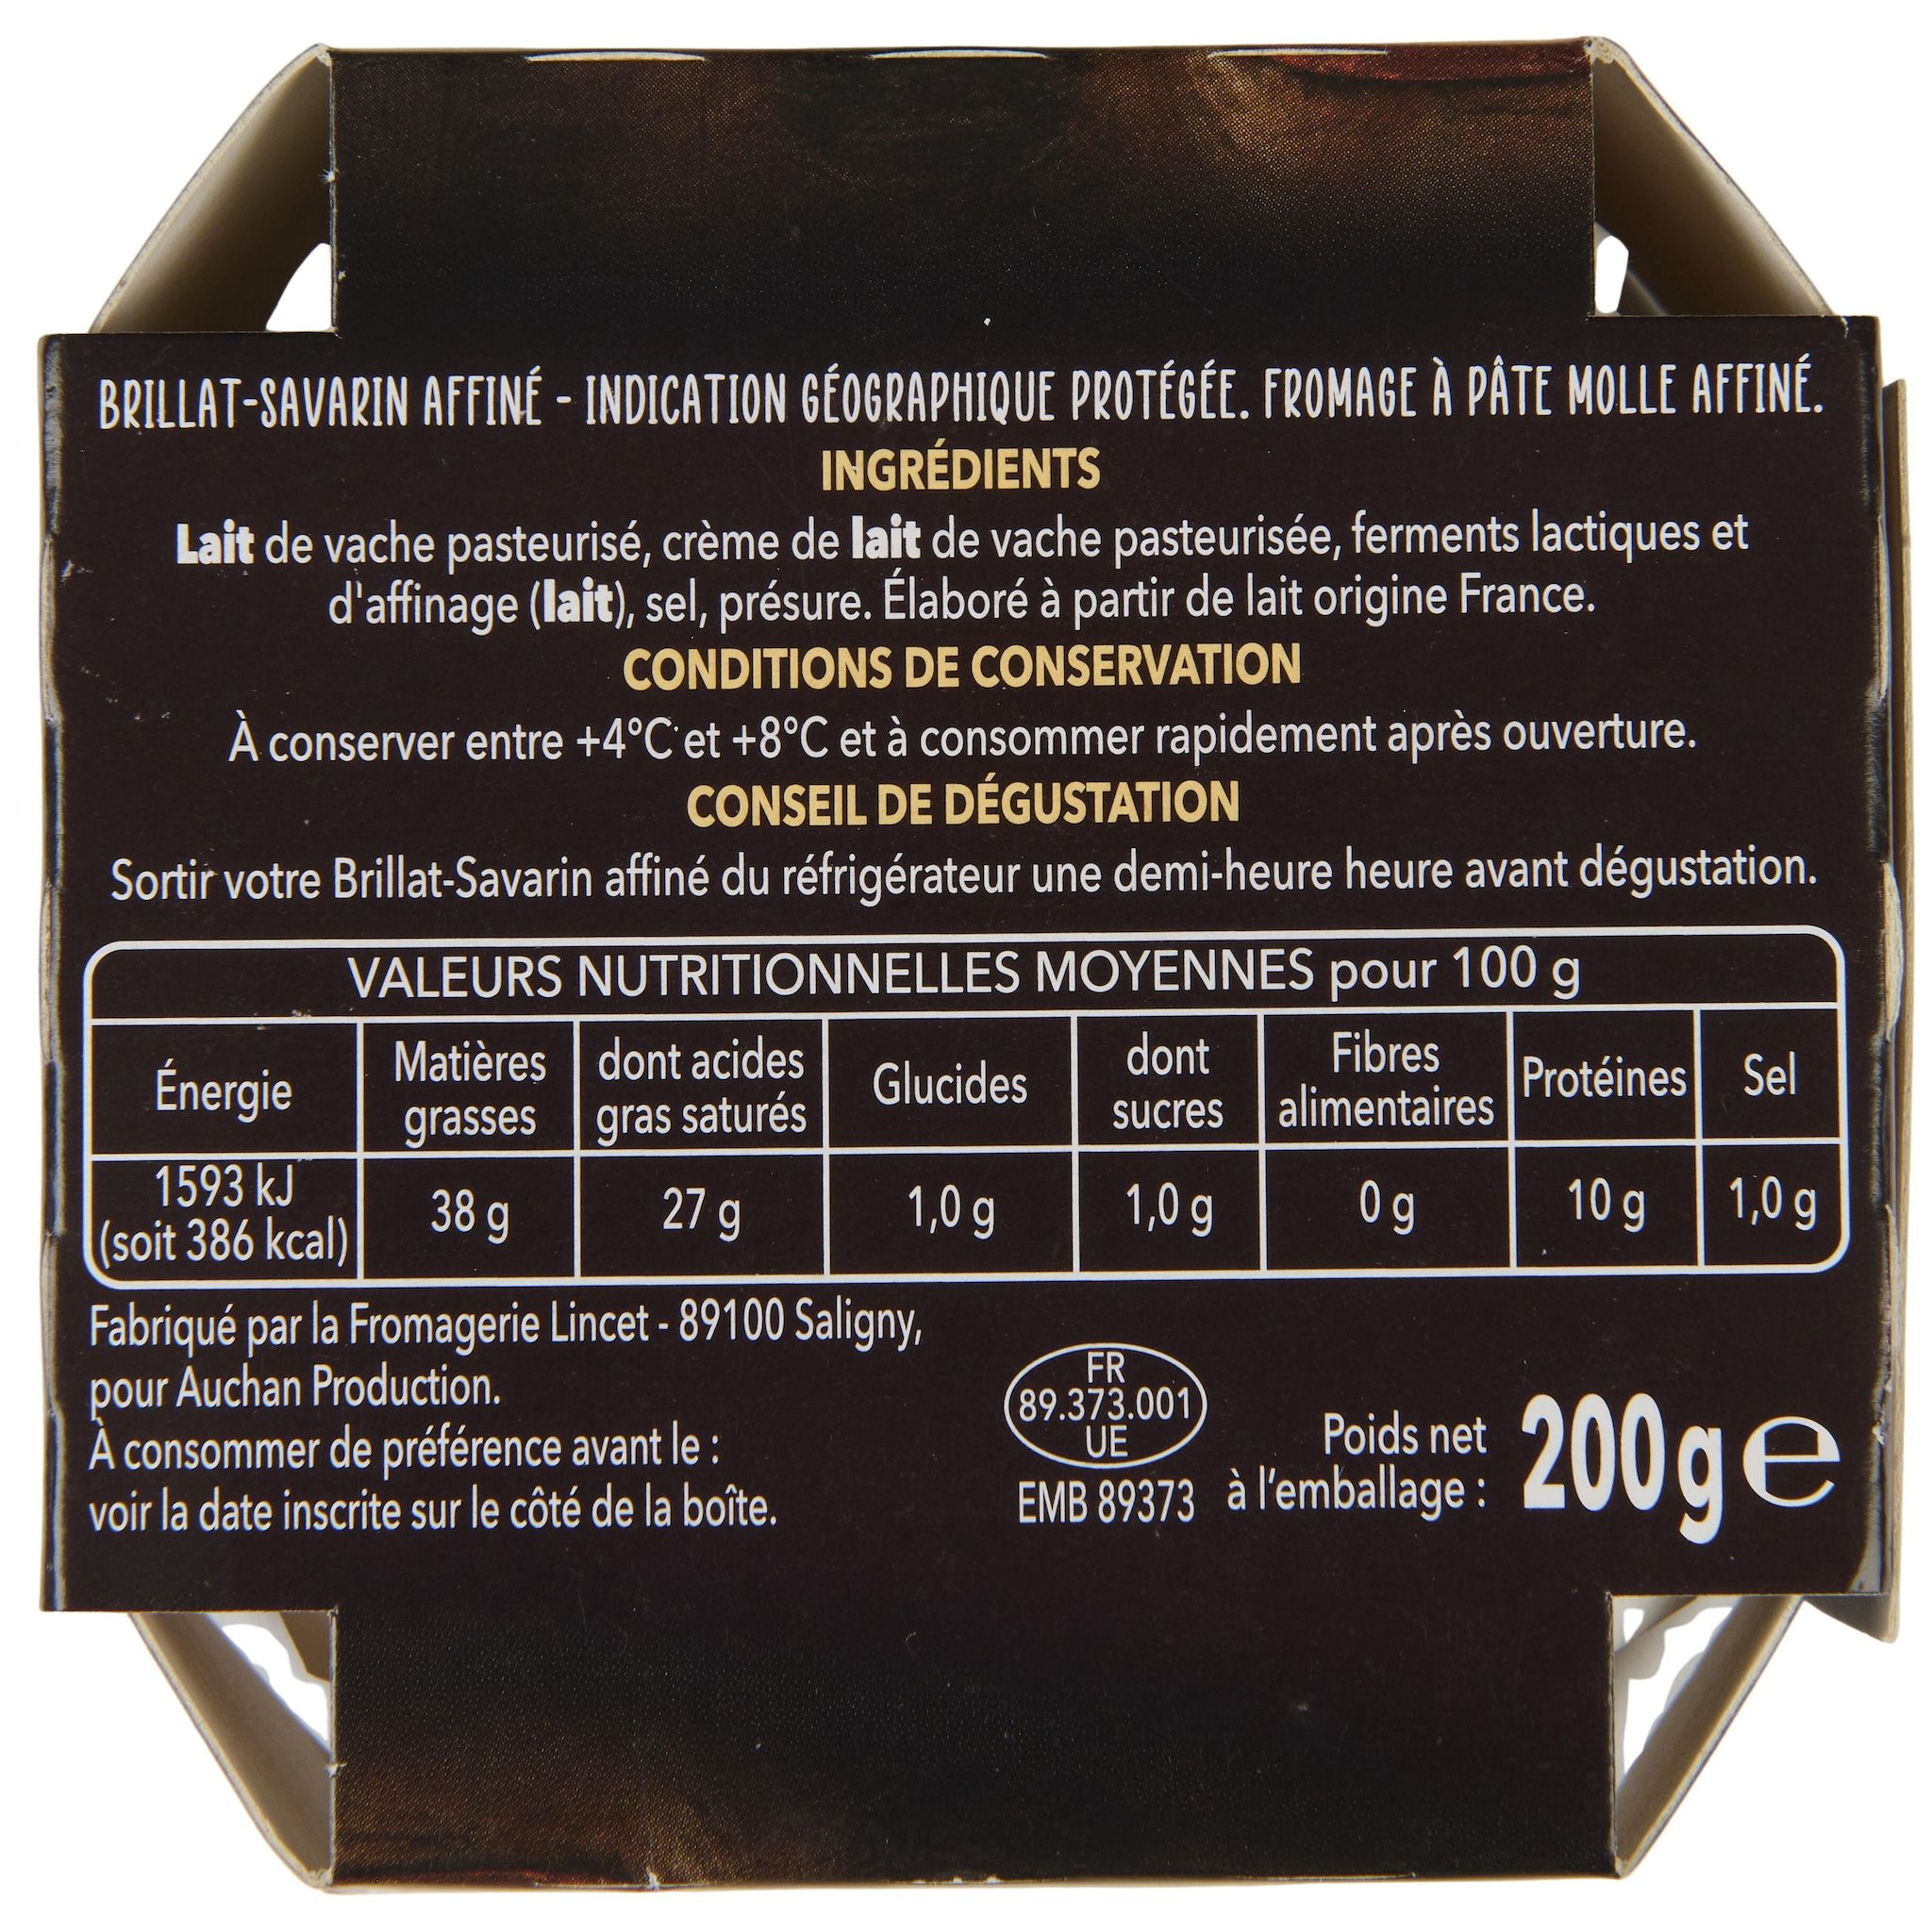 BRILLAT-SAVARIN AFFINÉ - INDICATION GÉOGRAPHIQUE PROTÉGÉE. FROMAGE À PÂTE MOLLE AFFINÉ.
INGRÉDIENTS
Lait de vache pasteurisé, crème de lait de vache pasteurisée, ferments lactiques et
d'affinage (lait), sel, présure. Élaboré à partir de lait origine France.
CONDITIONS DE CONSERVATION
À conserver entre +4°C et +8°C et à consommer rapidement après ouverture.
CONSEIL DE DÉGUSTATION
Sortir votre Brillat-Savarin affiné du réfrigérateur une demi-heure heure avant dégustation.
VALEURS NUTRITIONNELLES MOYENNES pour 100 g
Énergie
Matières
grasses
dont acides
gras saturés
Glucides
dont
sucres
Fibres
alimentaires
Protéines
Sel
1593 kJ
(soit 386 kcal)
38 g
27 g
1,0 g
1,0 g
0 g
10 g
1,0 g
Fabriqué par la Fromagerie Lincet - 89100 Saligny,
pour Auchan Production.
À consommer de préférence avant le :
voir la date inscrite sur le côté de la boîte.
FR
89.373.001
UE
EMB 89373
Poids net
à l'emballage :
200g e